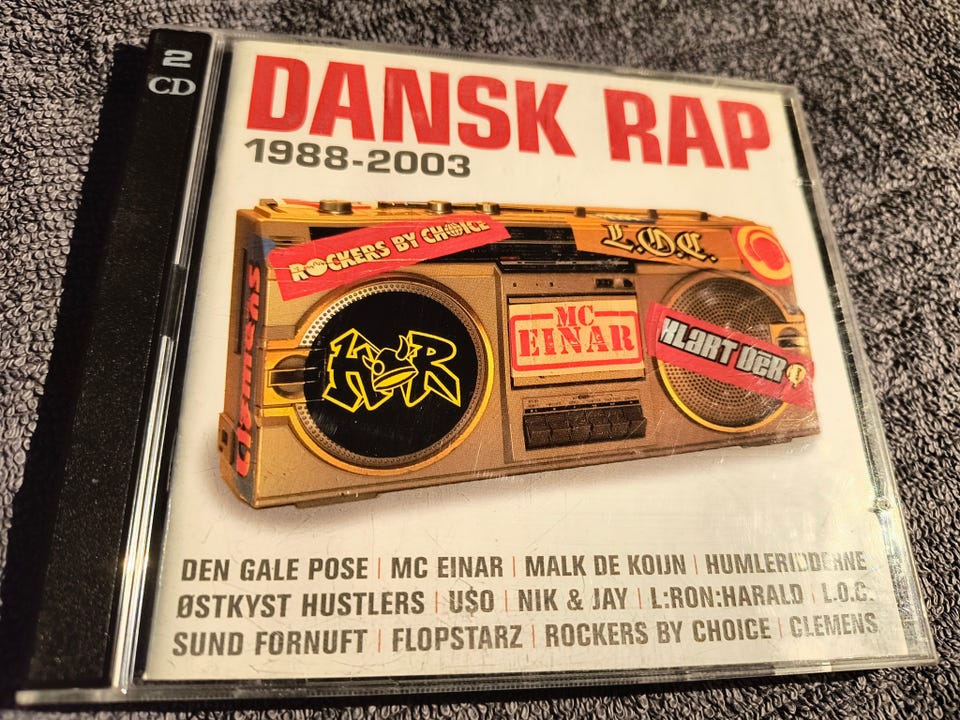 2
CD
DANSK RAP
1988-2003
ROCKERS BY CHOICE
L.O.C.
MC
EINAR
KLART DER
DEN GALE POSE | MC EINAR | MALK DE KOIJN | HUMLERIDDERNE
ØSTKYST HUSTLERS | U$O | NIK & JAY | L:RON:HARALD | L.O.C.
SUND FORNUFT | FLOPSTARZ | ROCKERS BY CHOICE | CLEMENS